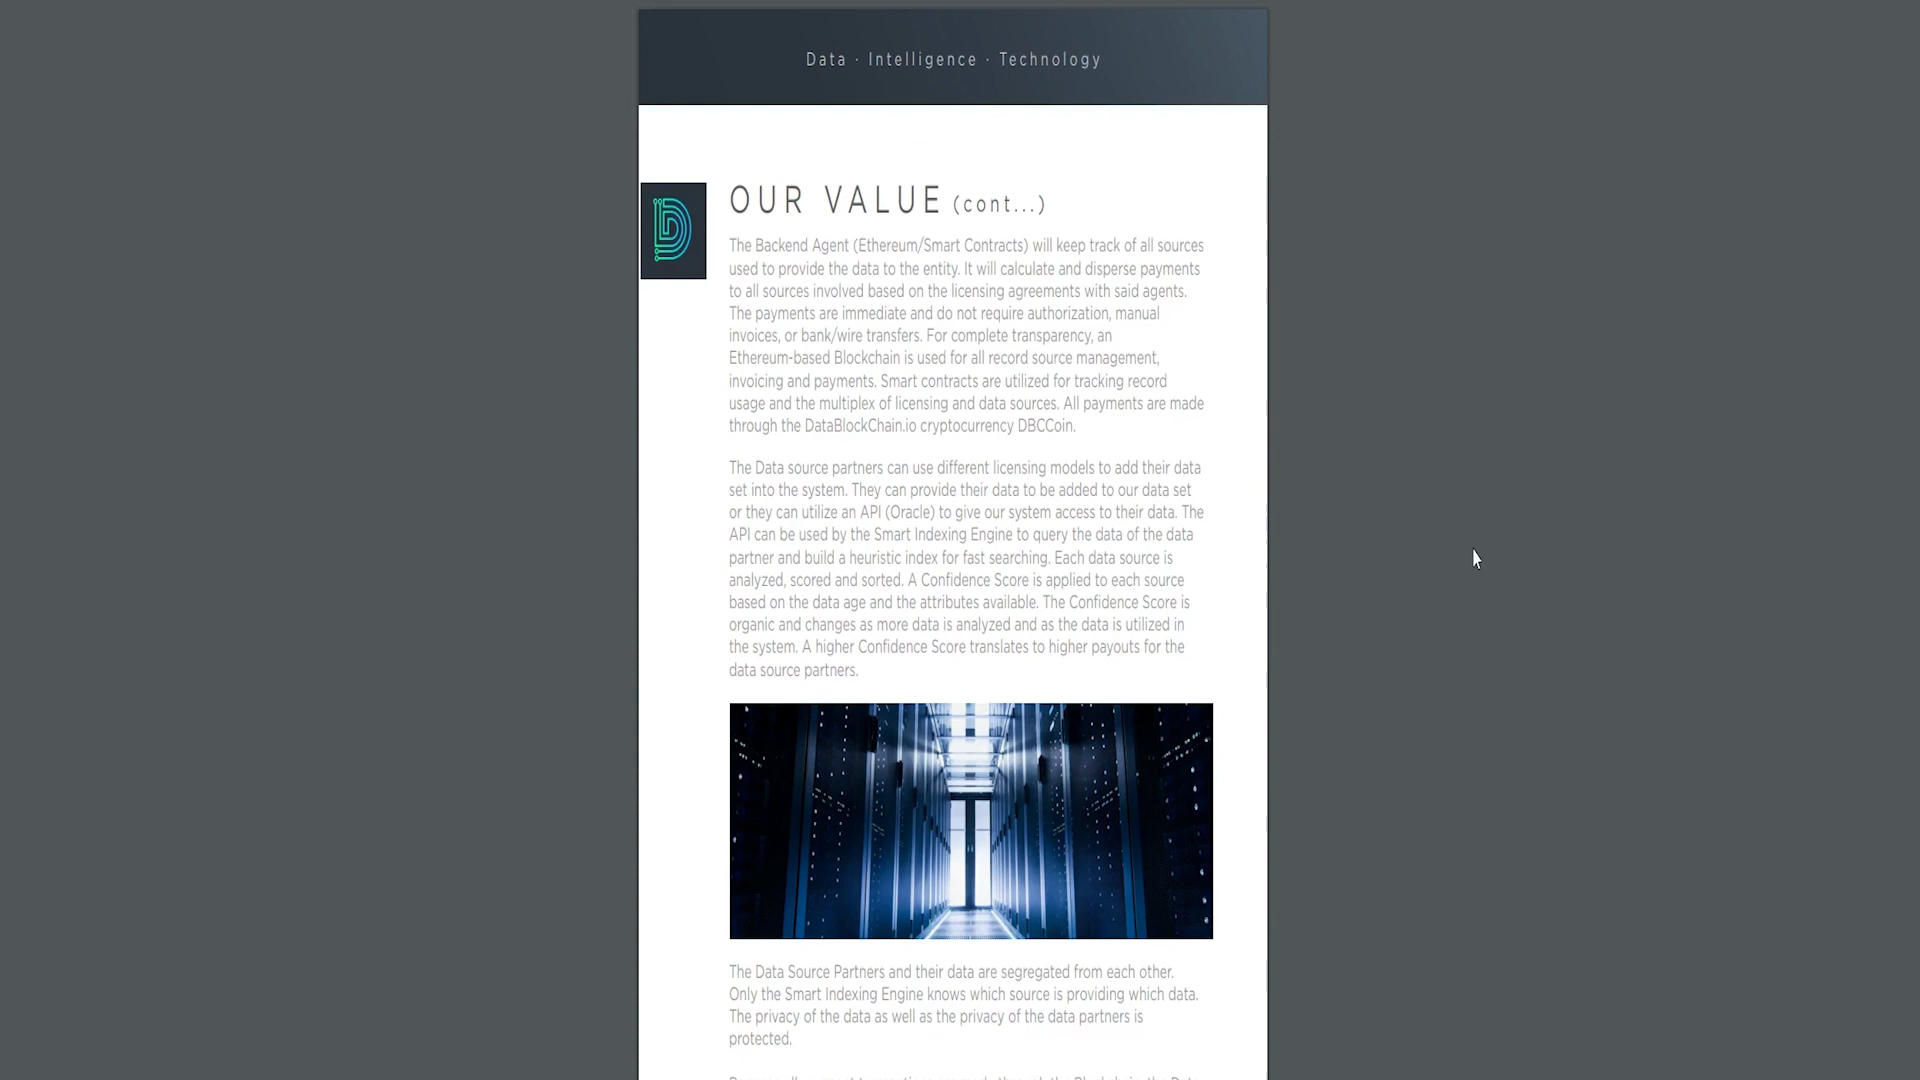 Data · Intelligence · Technology
OUR VALUE (cont...)
The Backend Agent (Ethereum/Smart Contracts) will keep track of all sources
used to provide the data to the entity. It will calculate and disperse payments
to all sources involved based on the licensing agreements with said agents.
The payments are immediate and do not require authorization, manual
invoices, or bank/wire transfers. For complete transparency, an
Ethereum-based Blockchain is used for all record source management,
invoicing and payments. Smart contracts are utilized for tracking record
usage and the multiplex of licensing and data sources. All payments are made
through the DataBlockChain.io cryptocurrency DBCCoin.
The Data source partners can use different licensing models to add their data
set into the system. They can provide their data to be added to our data set
or they can utilize an API (Oracle) to give our system access to their data. The
API can be used by the Smart Indexing Engine to query the data of the data
partner and build a heuristic index for fast searching. Each data source is
analyzed, scored and sorted. A Confidence Score is applied to each source
based on the data age and the attributes available. The Confidence Score is
organic and changes as more data is analyzed and as the data is utilized in
the system. A higher Confidence Score translates to higher payouts for the
data source partners.
The Data Source Partners and their data are segregated from each other.
Only the Smart Indexing Engine knows which source is providing which data.
The privacy of the data as well as the privacy of the data partners is
protected.